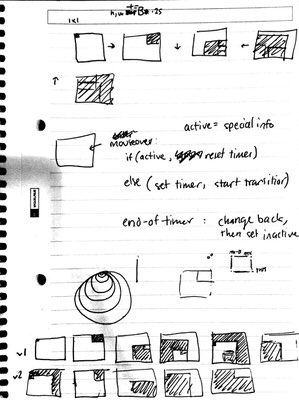 1x1
active = special info
mouseover:
if (active, reset timer)
else (set timer, start transition)
end-of timer : change back,
then set inactive
v1
v2